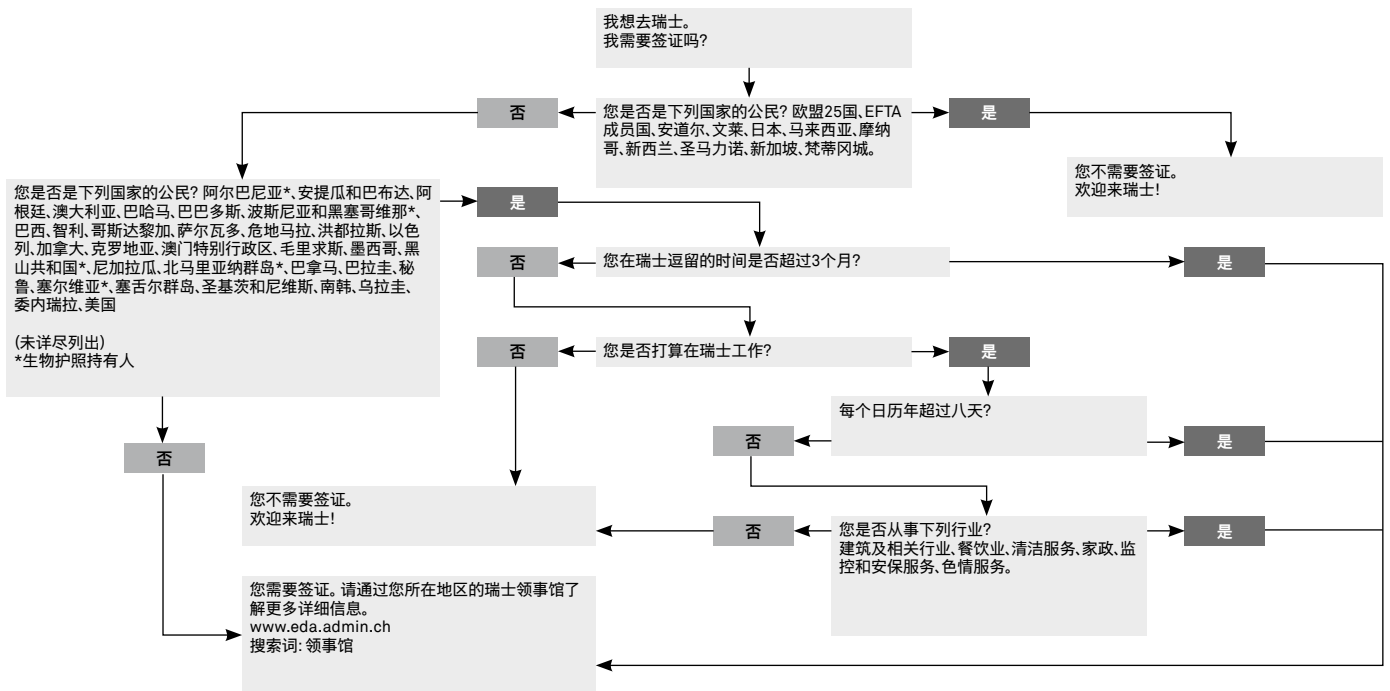 我想去瑞士。
我需要签证吗?
否
您是否是下列国家的公民? 欧盟25国、EFTA
成员国、安道尔、文莱、日本、马来西亚、摩纳
哥、新西兰、圣马力诺、新加坡、梵蒂冈城。
是
您不需要签证。
欢迎来瑞士!
您是否是下列国家的公民? 阿尔巴尼亚*、安提瓜和巴布达、阿
根廷、澳大利亚、巴哈马、巴巴多斯、波斯尼亚和黑塞哥维那*、
巴西、智利、哥斯达黎加、萨尔瓦多、危地马拉、洪都拉斯、以色
列、加拿大、克罗地亚、澳门特别行政区、毛里求斯、墨西哥、黑
山共和国*、尼加拉瓜、北马里亚纳群岛*、巴拿马、巴拉圭、秘
鲁、塞尔维亚*、塞舌尔群岛、圣基茨和尼维斯、南韩、乌拉圭、
委内瑞拉、美国
(未详尽列出)
*生物护照持有人
是
否
您在瑞士逗留的时间是否超过3个月?
是
否
您是否打算在瑞士工作?
是
每个日历年超过八天?
否
是
否
您不需要签证。
欢迎来瑞士!
否
您是否从事下列行业?
建筑及相关行业、餐饮业、清洁服务、家政、监
控和安保服务、色情服务。
是
您需要签证。请通过您所在地区的瑞士领事馆了
解更多详细信息。
www.eda.admin.ch
搜索词: 领事馆